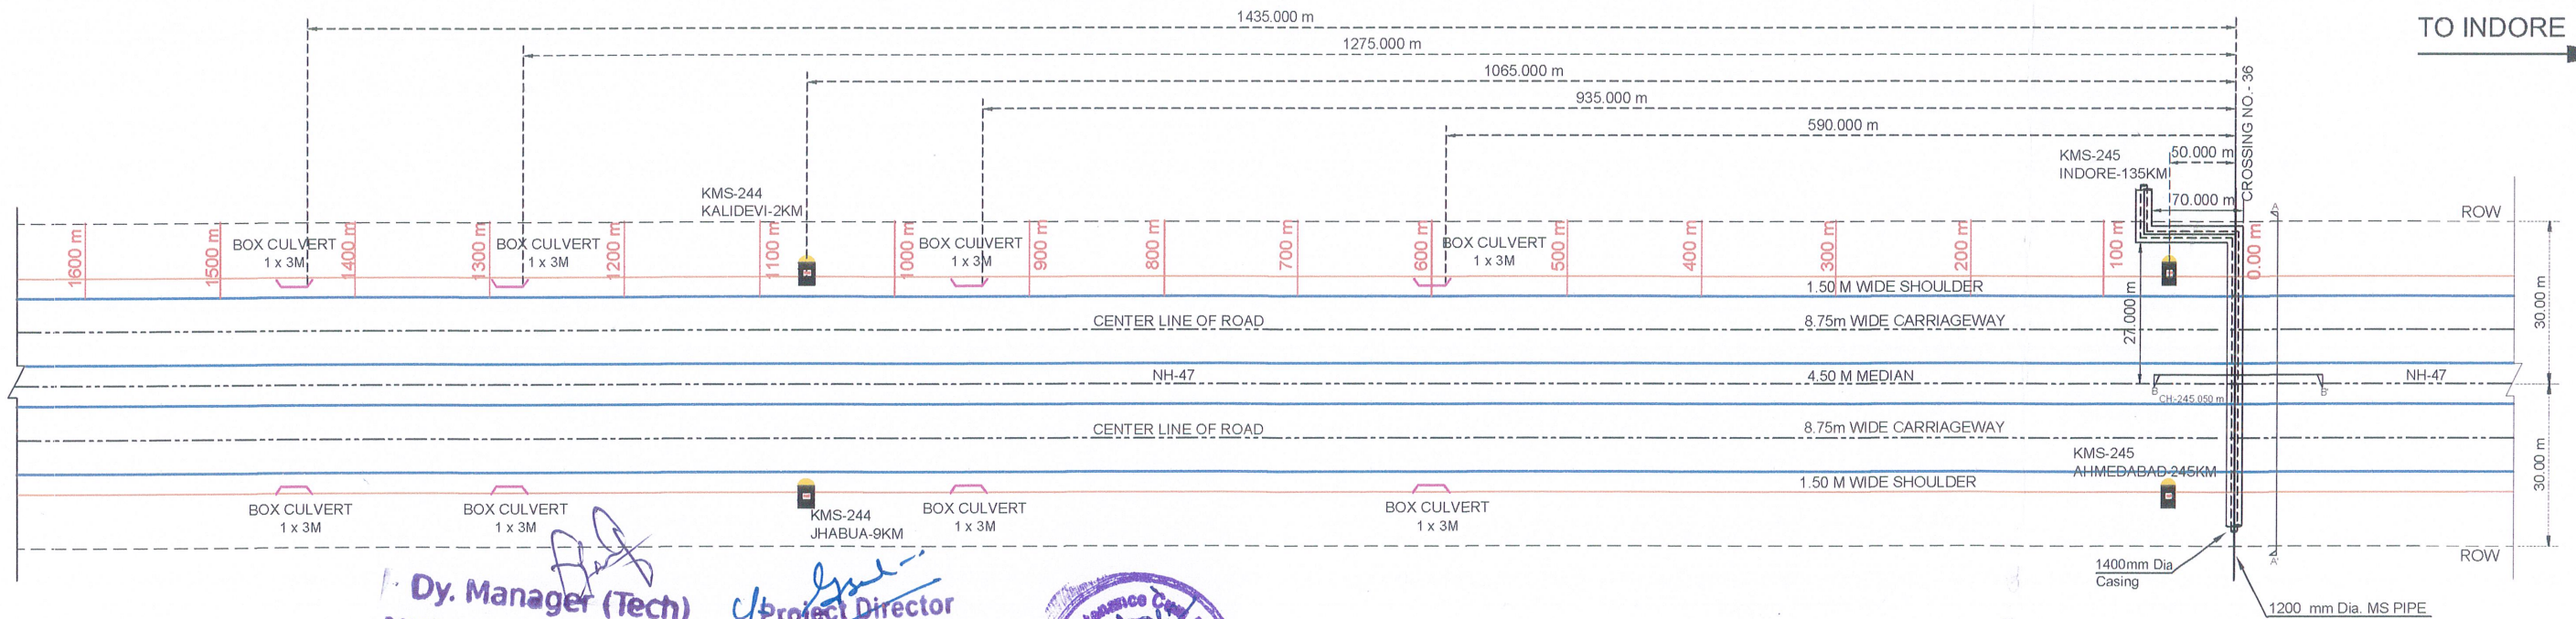 1435.000 m
TO INDORE
1275.000 m
1065.000 m
935.000 m
590.000 m
CROSSING NO.- 36
50.000 m
KMS-245
INDORE-135KM
70.000 m
KMS-244
KALIDEVI-2KM
ROW
1600 m
1500 m
BOX CULVERT
1 x 3M
1400 m
1300 m
BOX CULVERT
1 x 3M
1200 m
1100 m
1000 m
BOX CULVERT
1 x 3M
900 m
800 m
700 m
600 m
BOX CULVERT
1 x 3M
500 m
400 m
300 m
200 m
100 m
0.00 m
A
1.50 M WIDE SHOULDER
27.000 m
30.00 m
CENTER LINE OF ROAD
8.75m WIDE CARRIAGEWAY
NH-47
4.50 M MEDIAN
NH-47
B
B'
CH:-245.050 m
CENTER LINE OF ROAD
8.75m WIDE CARRIAGEWAY
KMS-245
AHMEDABAD-245KM
1.50 M WIDE SHOULDER
30.00 m
BOX CULVERT
1 x 3M
BOX CULVERT
1 x 3M
KMS-244
JHABUA-9KM
BOX CULVERT
1 x 3M
BOX CULVERT
1 x 3M
ROW
A'
1400mm Dia
Casing
1200 mm Dia. MS PIPE
Dy. Manager (Tech)
Project Director